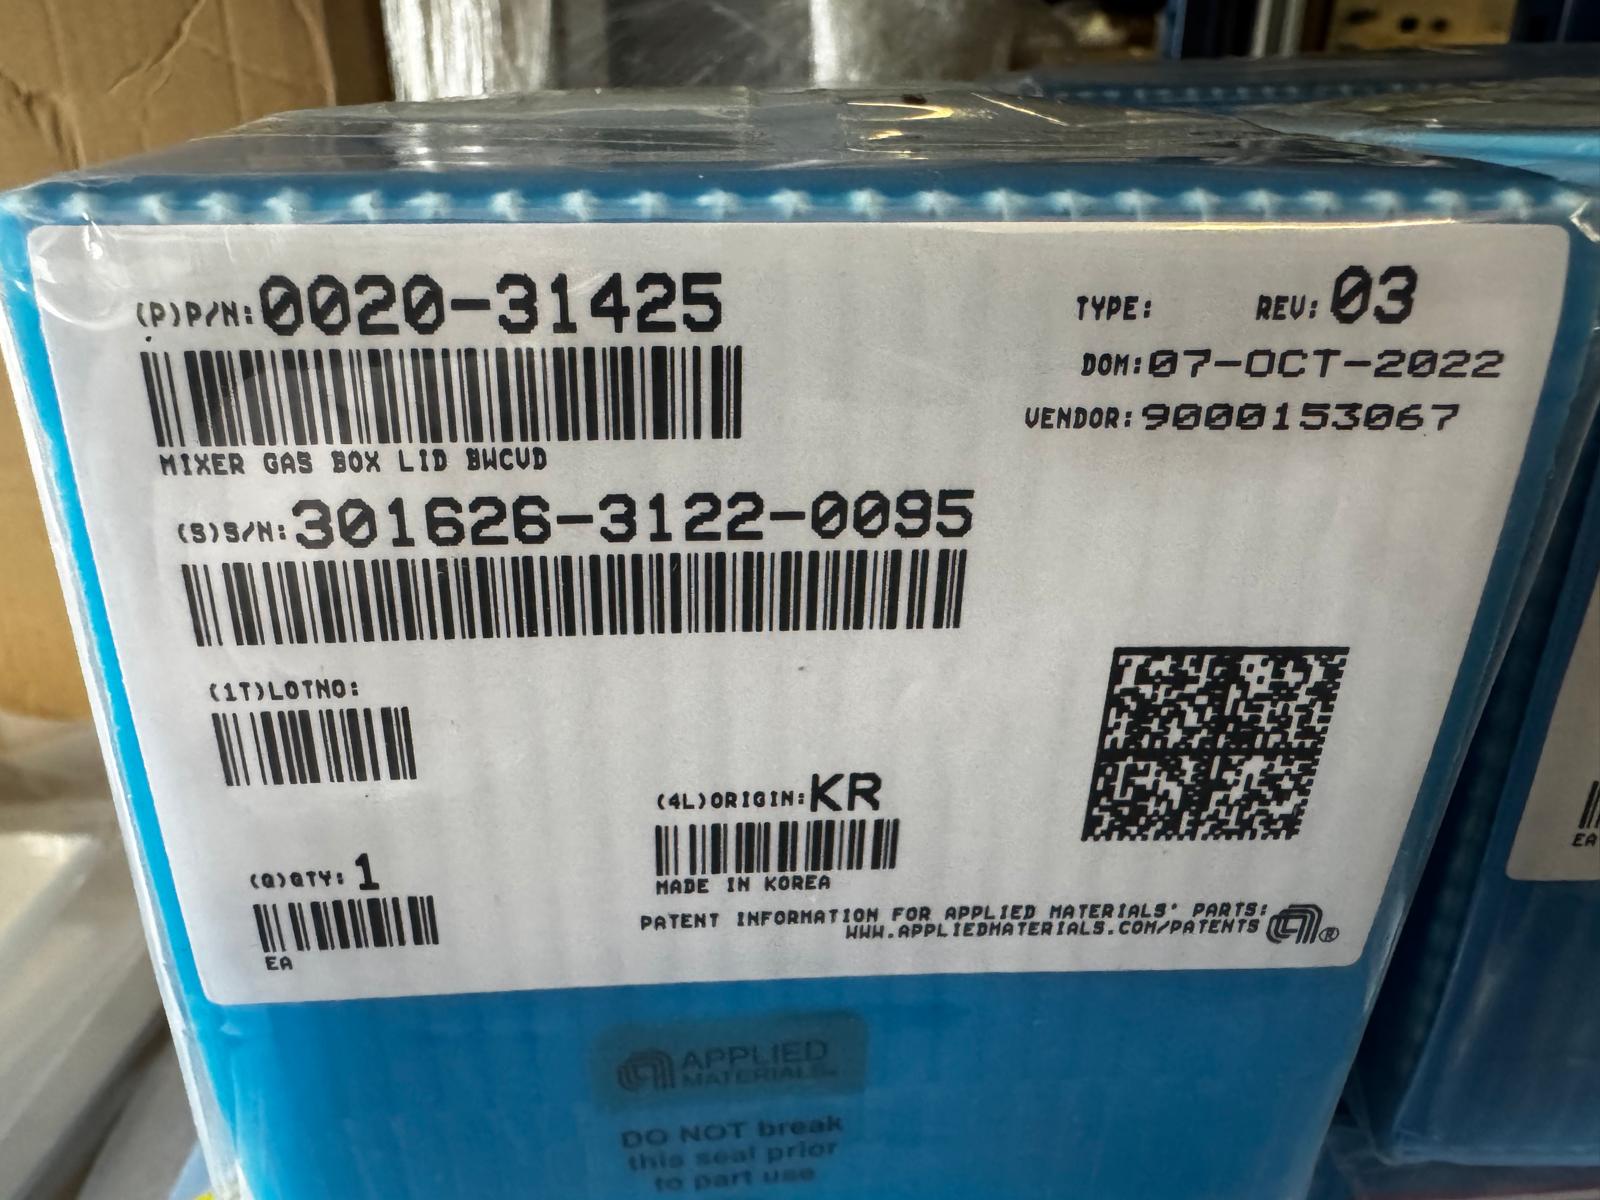 (P)P/N:0020-31425
TYPE: REV:03
DOM:07-OCT-2022
VENDOR:9000153067
MIXER GAS BOX LID BWCVD
(S)S/N:301626-3122-0095
(1T)LOTNO:
(4L)ORIGIN:KR
MADE IN KOREA
(Q)QTY: 1
EA
PATENT INFORMATION FOR APPLIED MATERIALS' PARTS:
WWW.APPLIEDMATERIALS.COM/PATENTS ®
APPLIED
MATERIALS
DO NOT break
this seal prior
to part use
EA